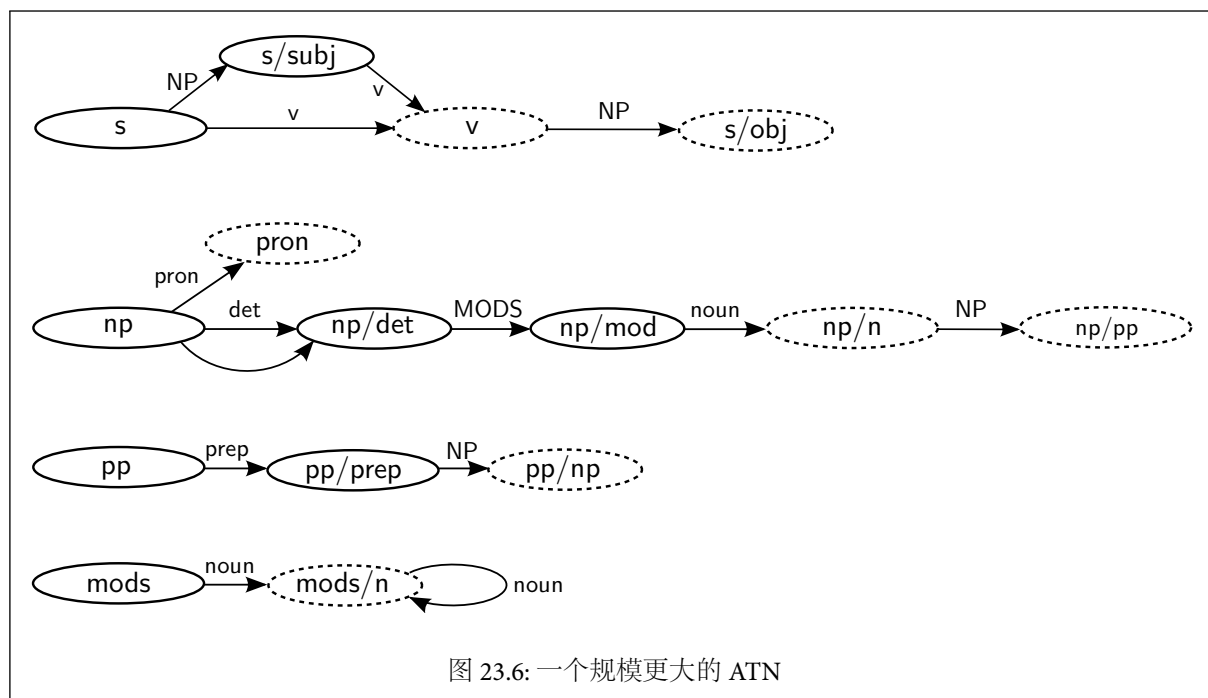 s/subj
NP
v
s
v
v
NP
s/obj
pron
pron
np
det
np/det
MODS
np/mod
noun
np/n
NP
np/pp
pp
prep
pp/prep
NP
pp/np
mods
noun
mods/n
noun
图 23.6: 一个规模更大的 ATN